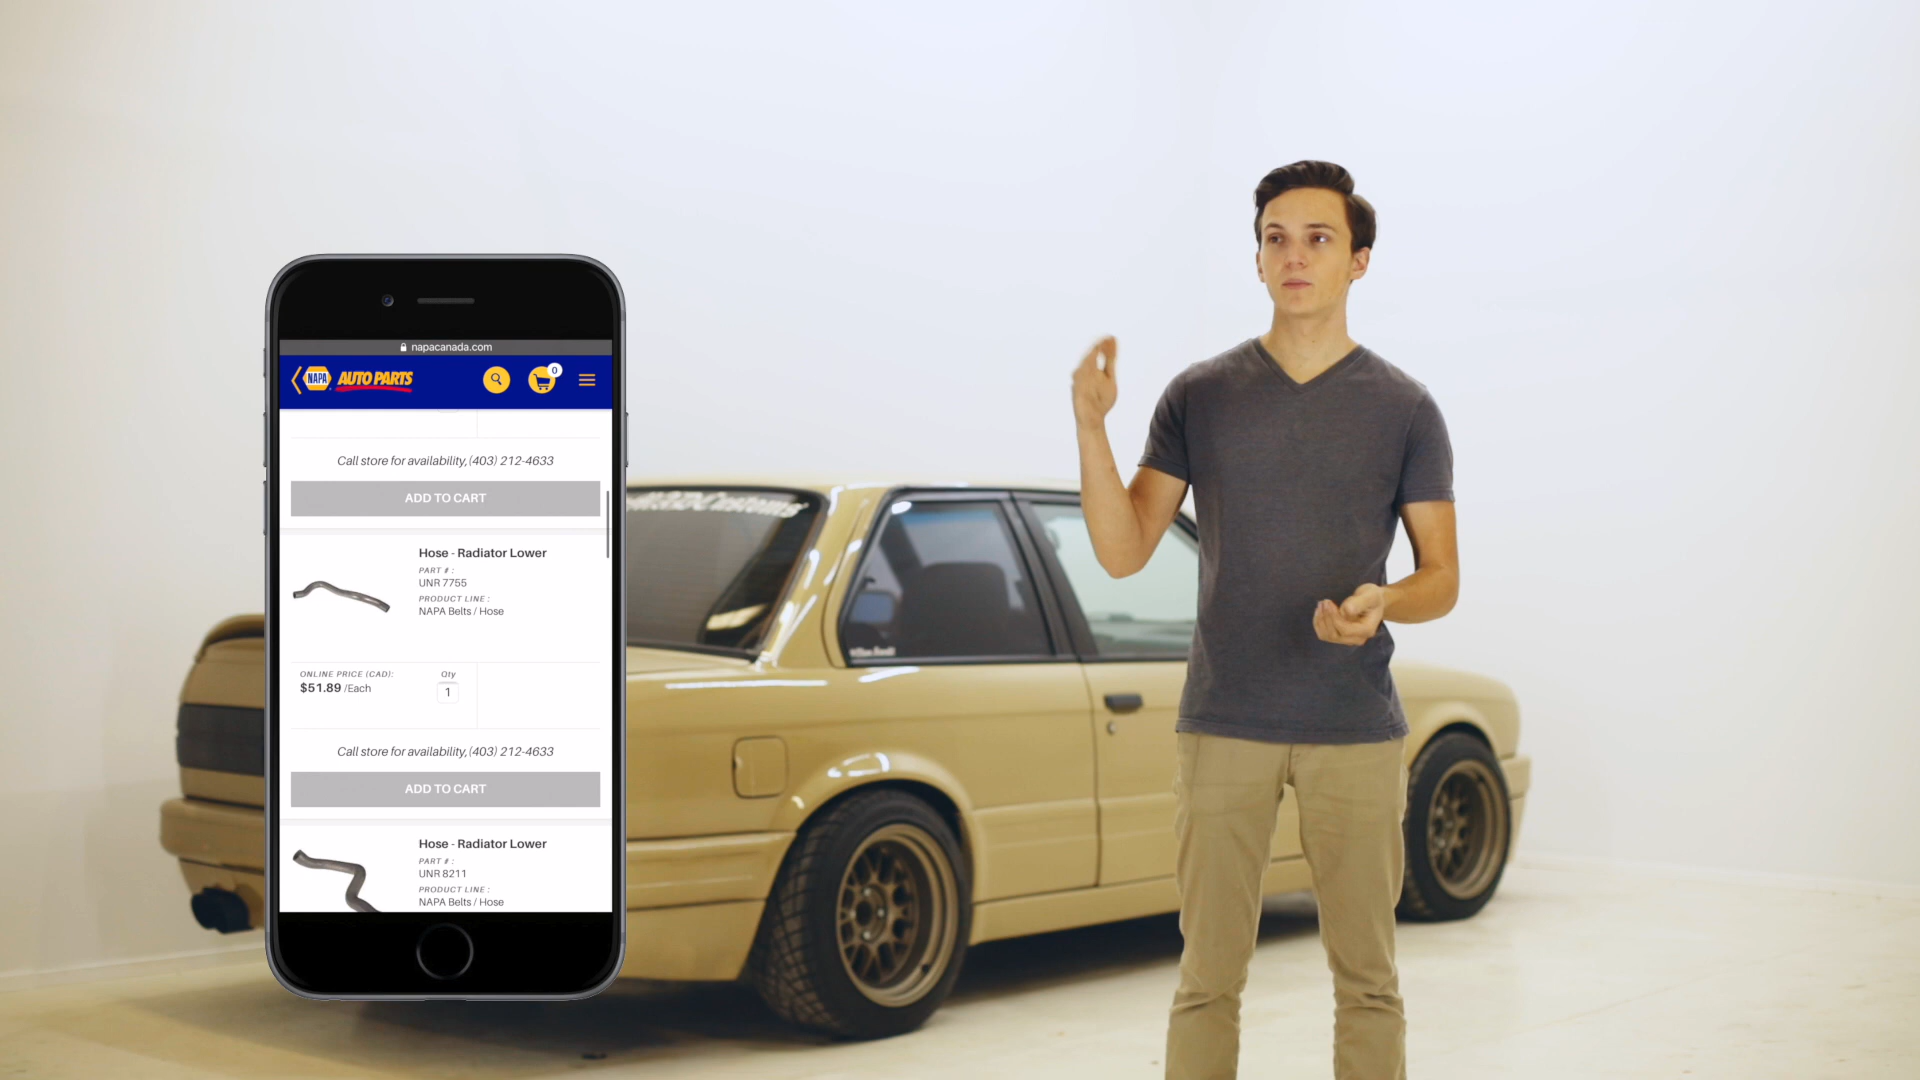 napacanada.com
NAPA AUTO PARTS
0
Call store for availability, (403) 212-4633
ADD TO CART
Hose - Radiator Lower
PART # :
UNR 7755
PRODUCT LINE :
NAPA Belts / Hose
ONLINE PRICE (CAD):
$51.89 /Each
Qty
1
Call store for availability, (403) 212-4633
ADD TO CART
Hose - Radiator Lower
PART # :
UNR 8211
PRODUCT LINE :
NAPA Belts / Hose